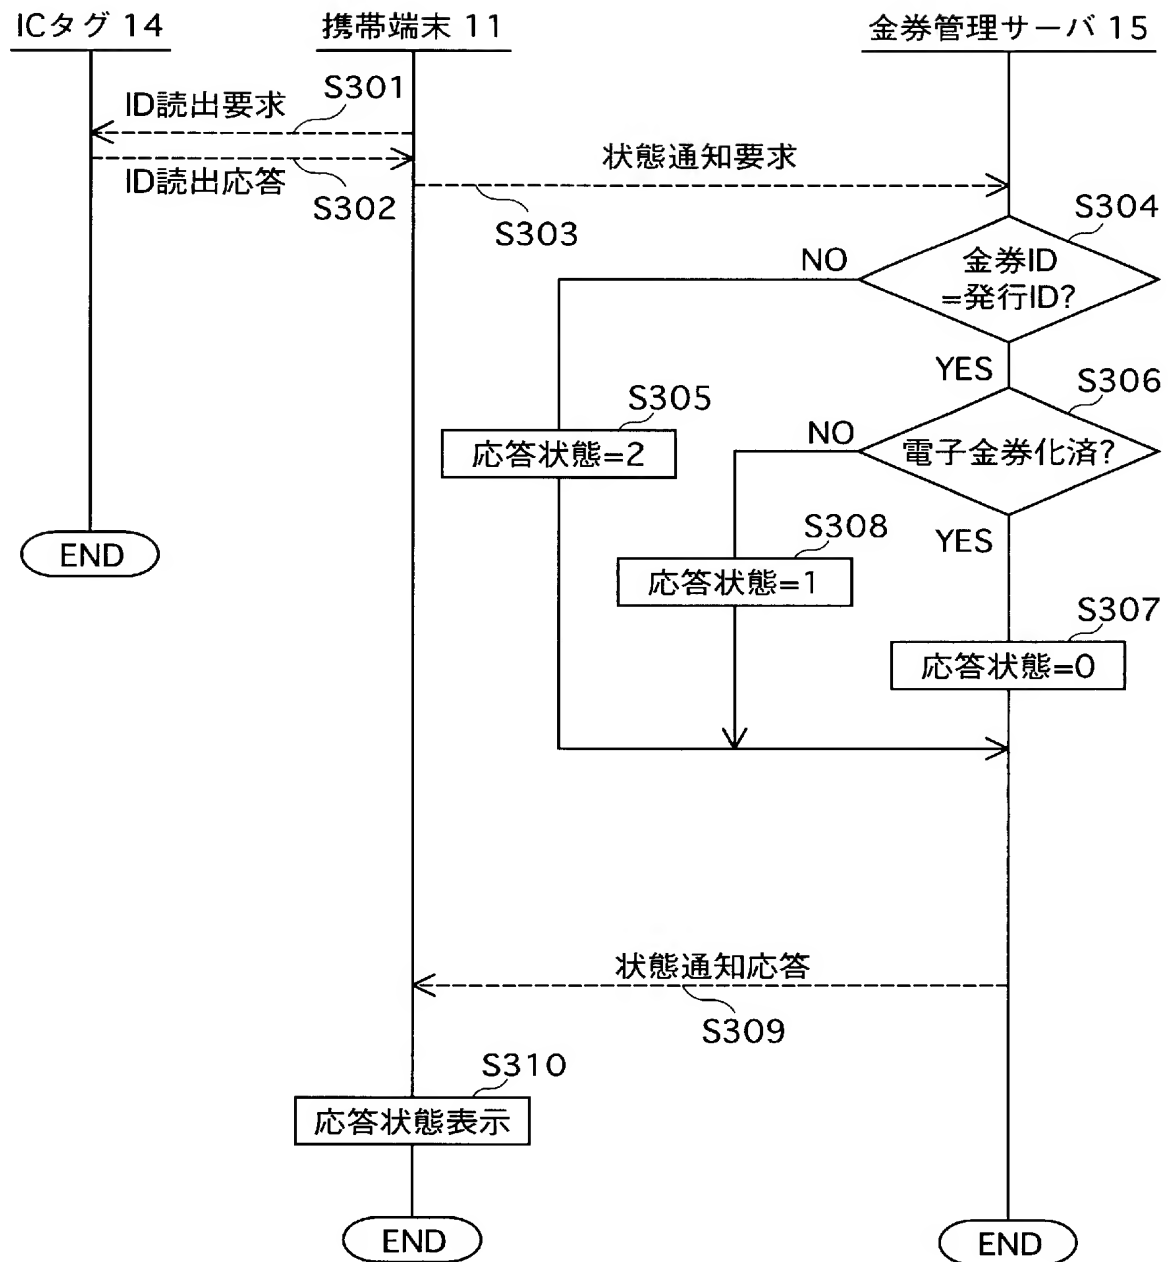 ICタグ 14
携帯端末 11
金券管理サーバ 15
S301
ID読出要求
ID読出応答
S302
状態通知要求
S303
S304
金券ID
=発行ID?
NO
YES
S305
応答状態=2
S306
電子金券化済?
NO
YES
S308
応答状態=1
END
S307
応答状態=0
状態通知応答
S309
S310
応答状態表示
END
END